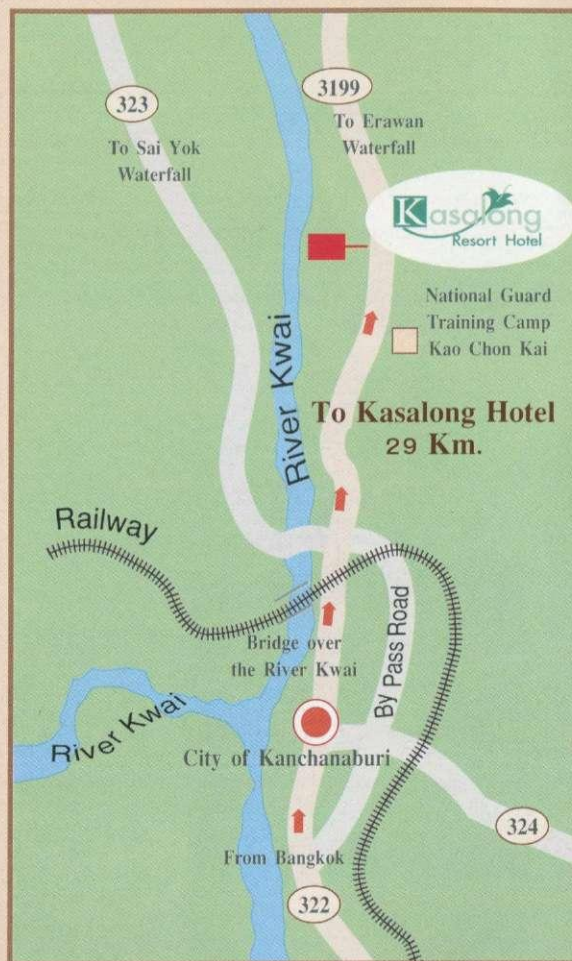 323
3199
To Sai Yok
Waterfall
To Erawan
Waterfall
Kasalong
Resort Hotel
National Guard
Training Camp
Kao Chon Kai
River Kwai
To Kasalong Hotel
29 Km.
Railway
Bridge over
the River Kwai
By Pass Road
River Kwai
City of Kanchanaburi
324
From Bangkok
322